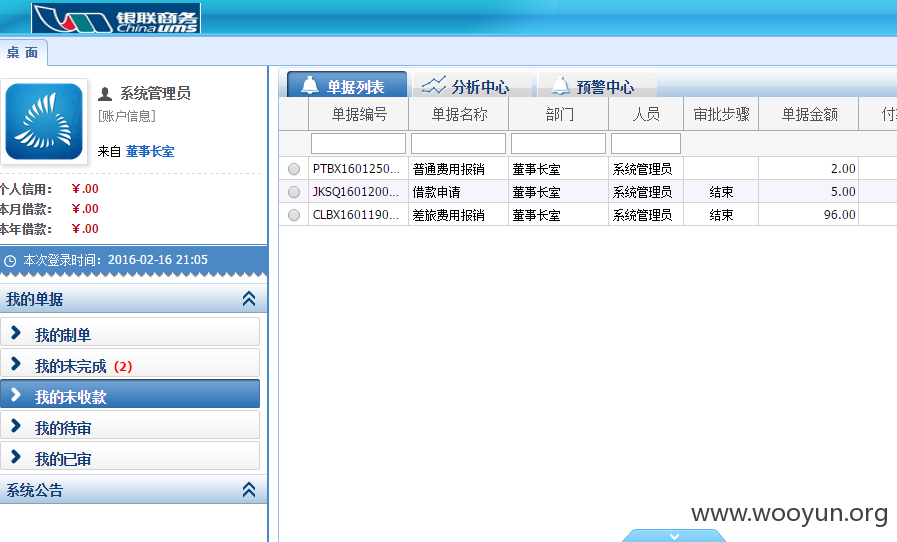 银联商务
China ums
桌 面
系统管理员
[账户信息]
来自 董事长室
个人信用： ￥.00
本月借款： ￥.00
本年借款： ￥.00
本次登录时间：2016-02-16 21:05
我的单据
我的制单
我的未完成 (2)
我的未收款
我的待审
我的已审
系统公告
单据列表 分析中心 预警中心
单据编号 单据名称 部门 人员 审批步骤 单据金额 付
PTBX1601250... 普通费用报销 董事长室 系统管理员 2.00
JKSQ1601200... 借款申请 董事长室 系统管理员 结束 5.00
CLBX1601190... 差旅费用报销 董事长室 系统管理员 结束 96.00
www.wooyun.org